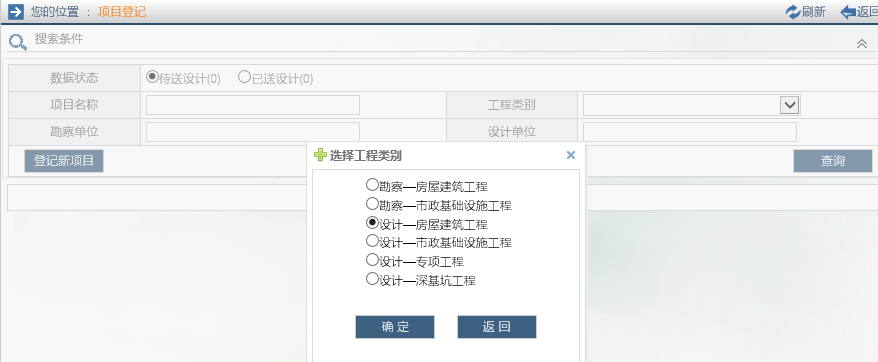 您的位置 ： 项目登记 刷新 返回
搜索条件
数据状态 待送设计(0) 已送设计(0)
项目名称 工程类别
勘察单位 设计单位
登记新项目 查询
选择工程类别
勘察—房屋建筑工程
勘察—市政基础设施工程
设计—房屋建筑工程
设计—市政基础设施工程
设计—专项工程
设计—深基坑工程
确 定 返 回